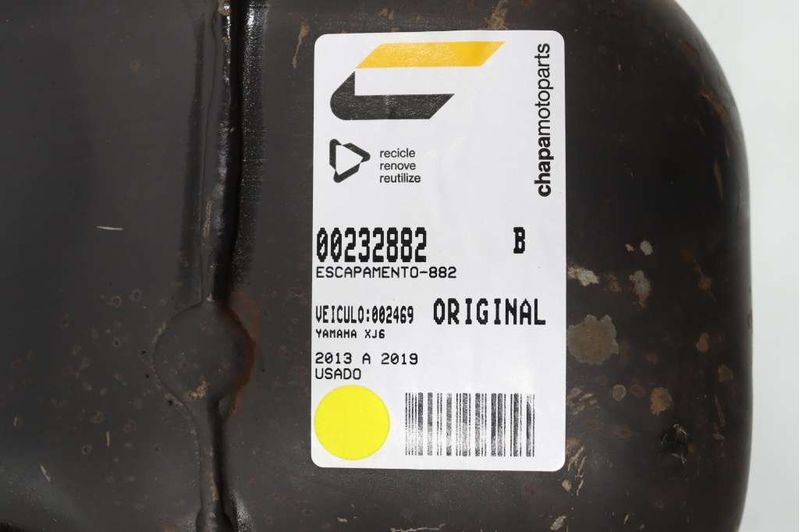 chapamotoparts
recicle
renove
reutilize
00232882 B
ESCAPAMENTO-882
VEICULO:002469 ORIGINAL
YAMAHA XJ6
2013 A 2019
USADO